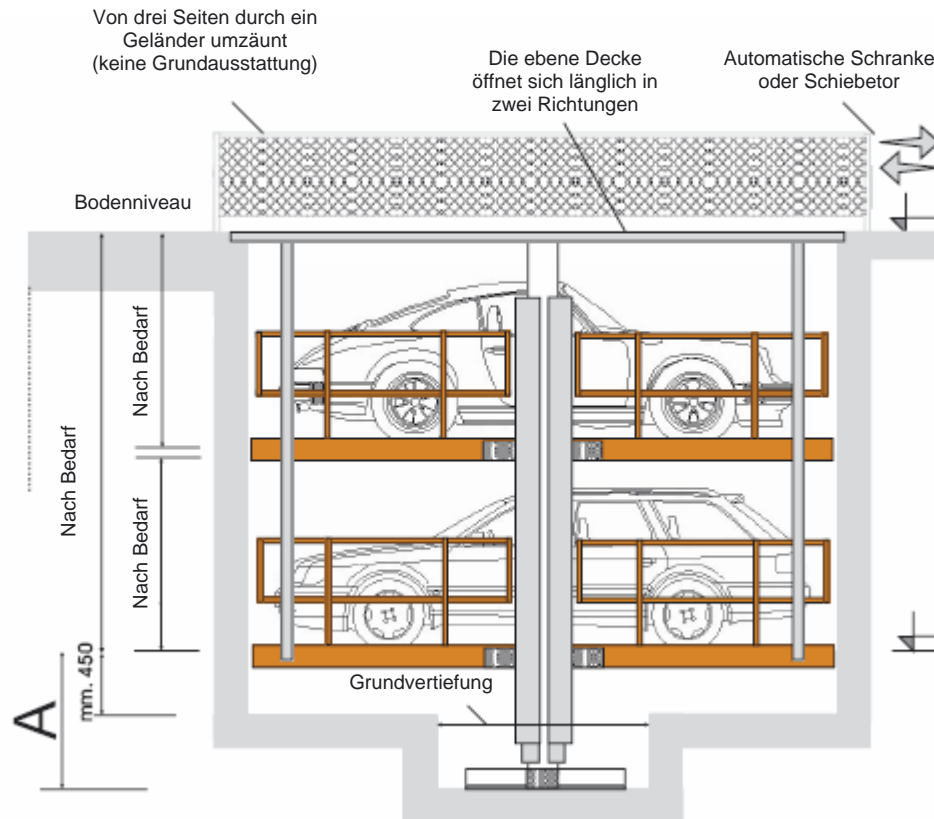 Von drei Seiten durch ein
Geländer umzäunt
(keine Grundausstattung)
Die ebene Decke
öffnet sich länglich in
zwei Richtungen
Automatische Schranke
oder Schiebetor
Bodenniveau
Nach Bedarf
Nach Bedarf
Nach Bedarf
Grundvertiefung
mm. 450
A